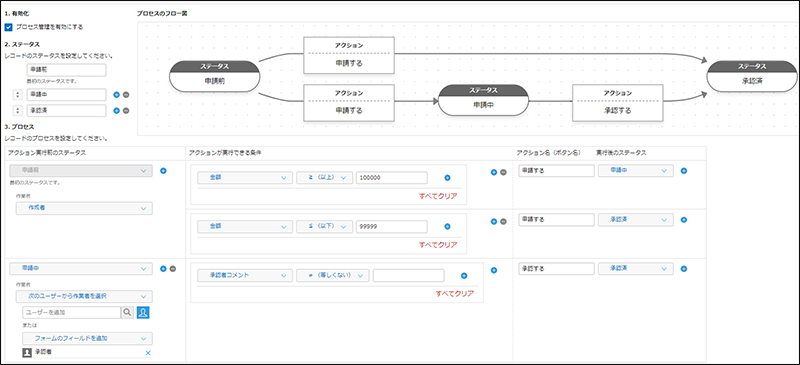 1. 有効化
プロセス管理を有効にする
2. ステータス
レコードのステータスを設定してください。
申請前
最初のステータスです。
申請中
承認済
プロセスのフロー図
アクション
申請する
ステータス
申請前
ステータス
承認済
アクション
申請する
ステータス
申請中
アクション
承認する
3. プロセス
レコードのプロセスを設定してください。
アクション実行前のステータス アクションが実行できる条件 アクション名（ボタン名） 実行後のステータス
申請前
最初のステータスです。
作業者
作成者
金額 ≧ （以上） 100000
すべてクリア
申請する 申請中
金額 ≦ （以下） 99999
すべてクリア
申請する 承認済
申請中
作業者
次のユーザーから作業者を選択
ユーザーを追加
または
フォームのフィールドを追加
承認者
承認者コメント ≠ （等しくない）
すべてクリア
承認する 承認済